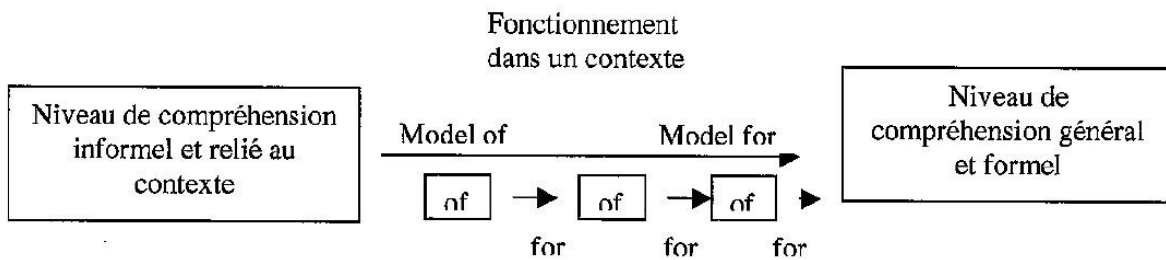 Fonctionnement
dans un contexte
Niveau de compréhension
informel et relié au
contexte
Model of
Model for
of
of
of
for
for
for
Niveau de
compréhension général
et formel